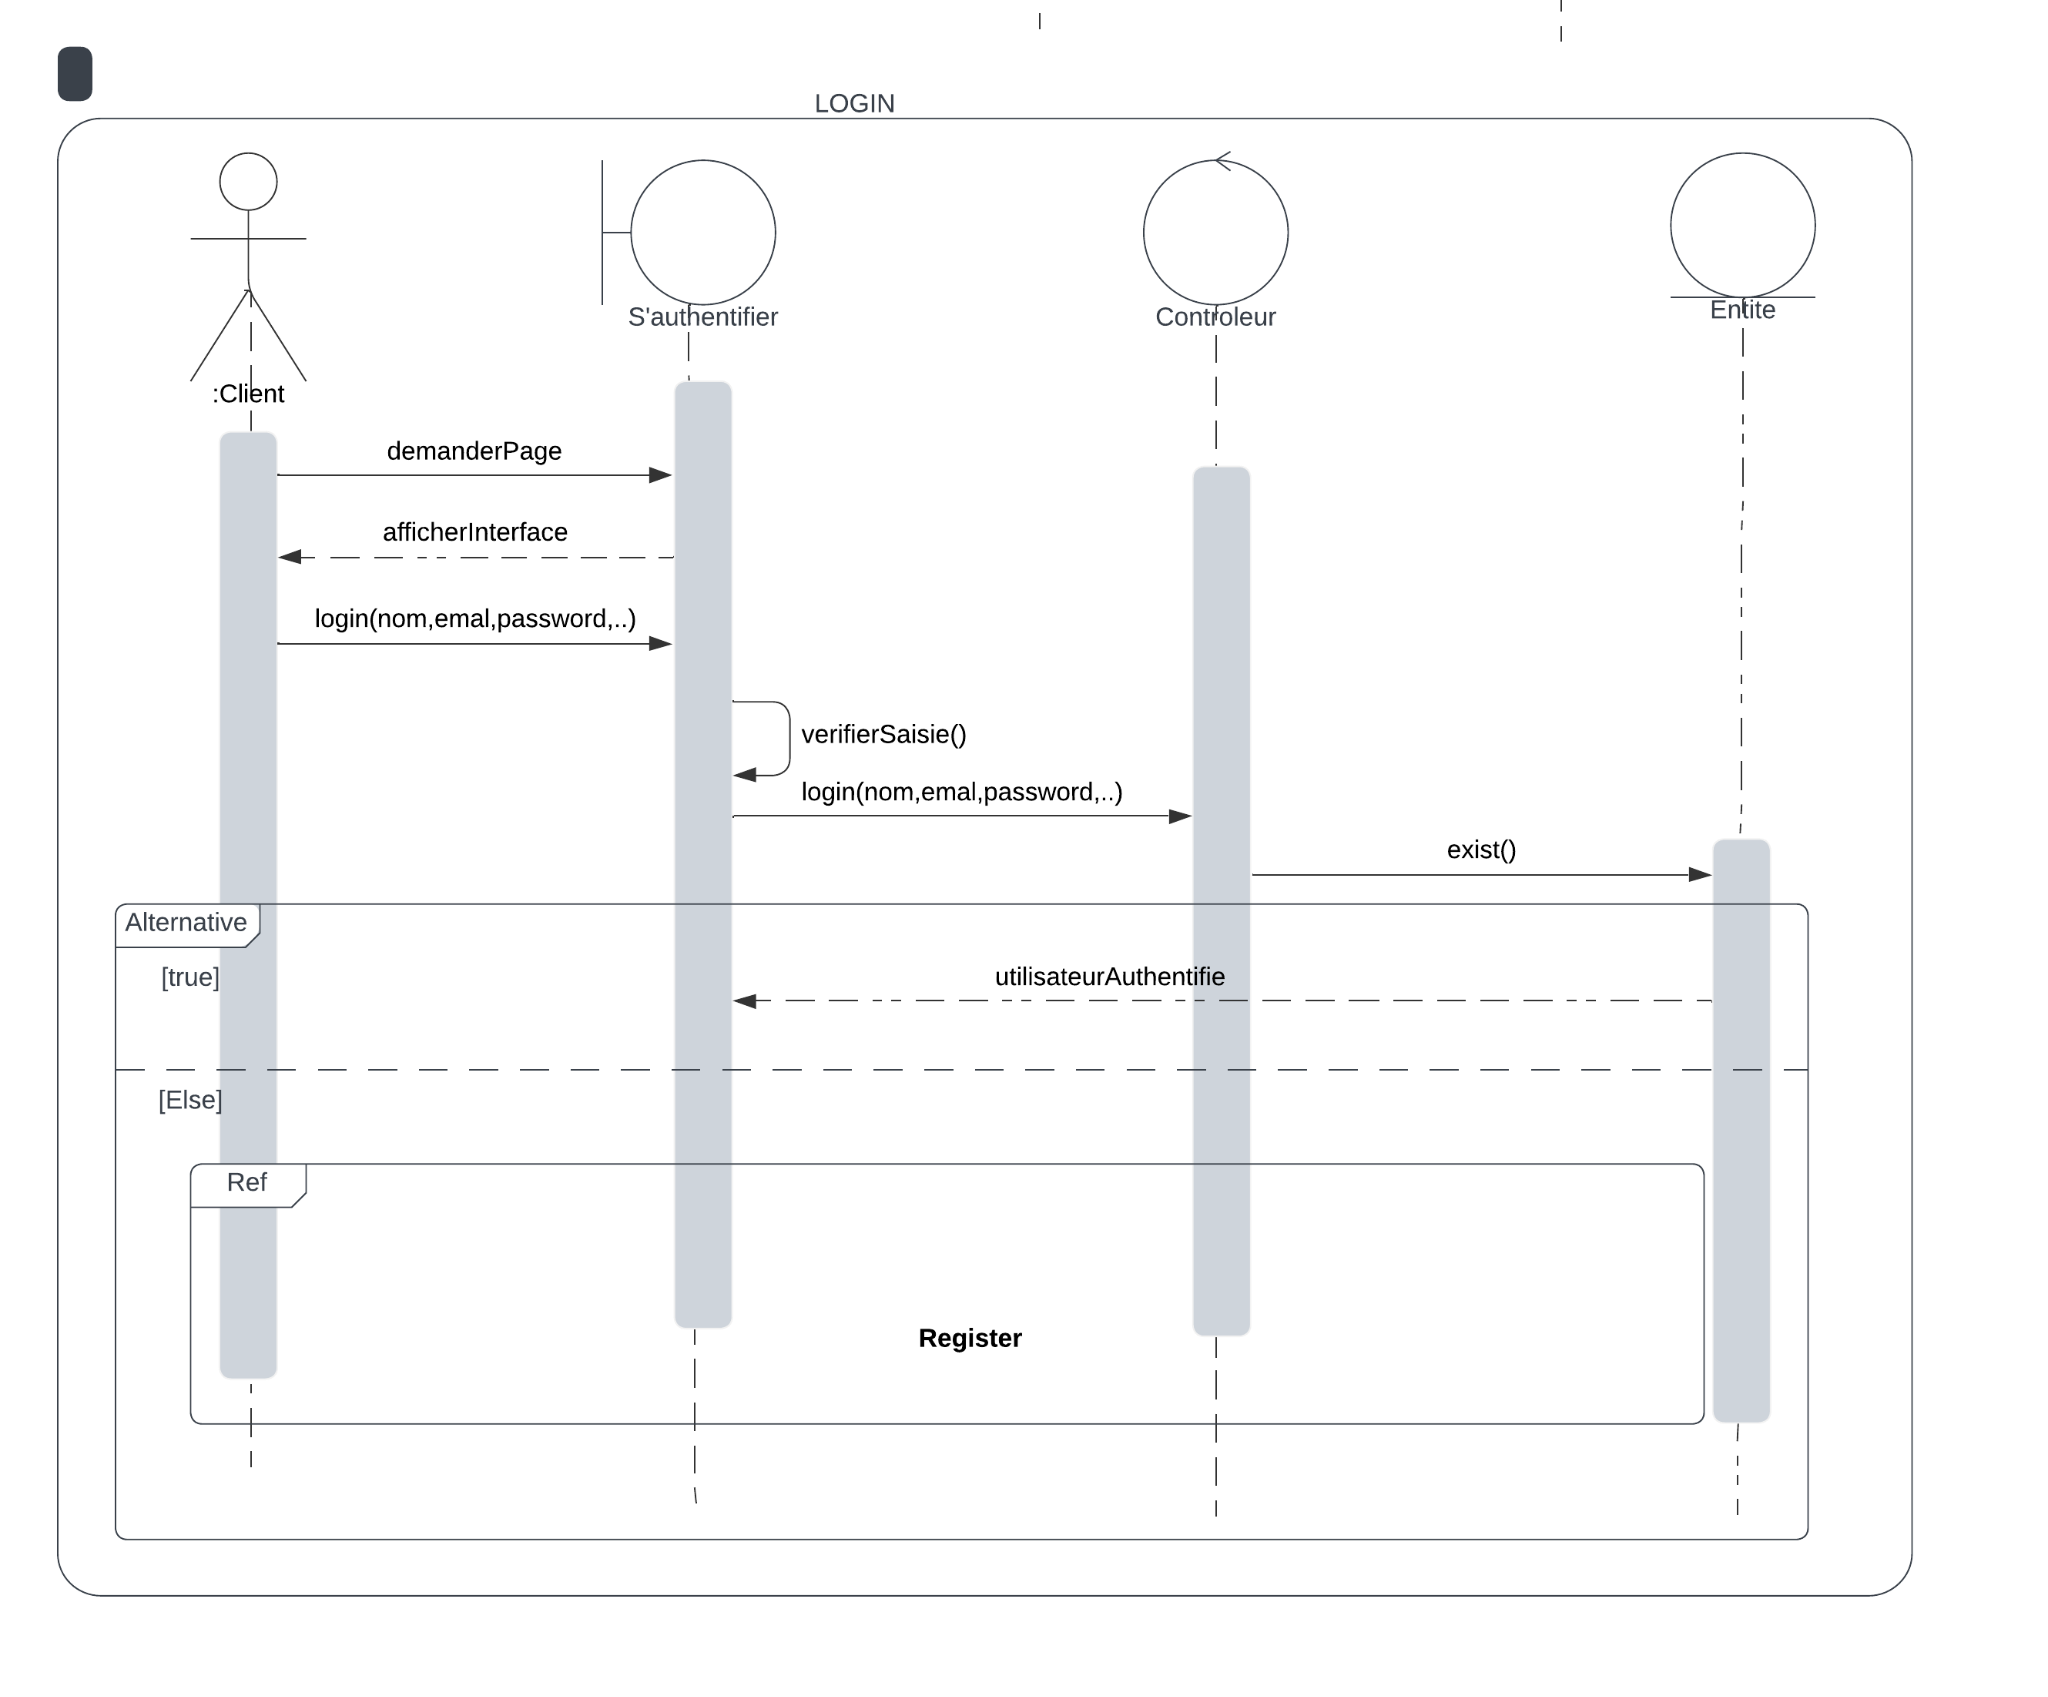 LOGIN
S'authentifier
Controleur
Entite
:Client
demanderPage
afficherInterface
login(nom,emal,password,..)
verifierSaisie()
login(nom,emal,password,..)
exist()
Alternative
[true]
utilisateurAuthentifie
[Else]
Ref
Register